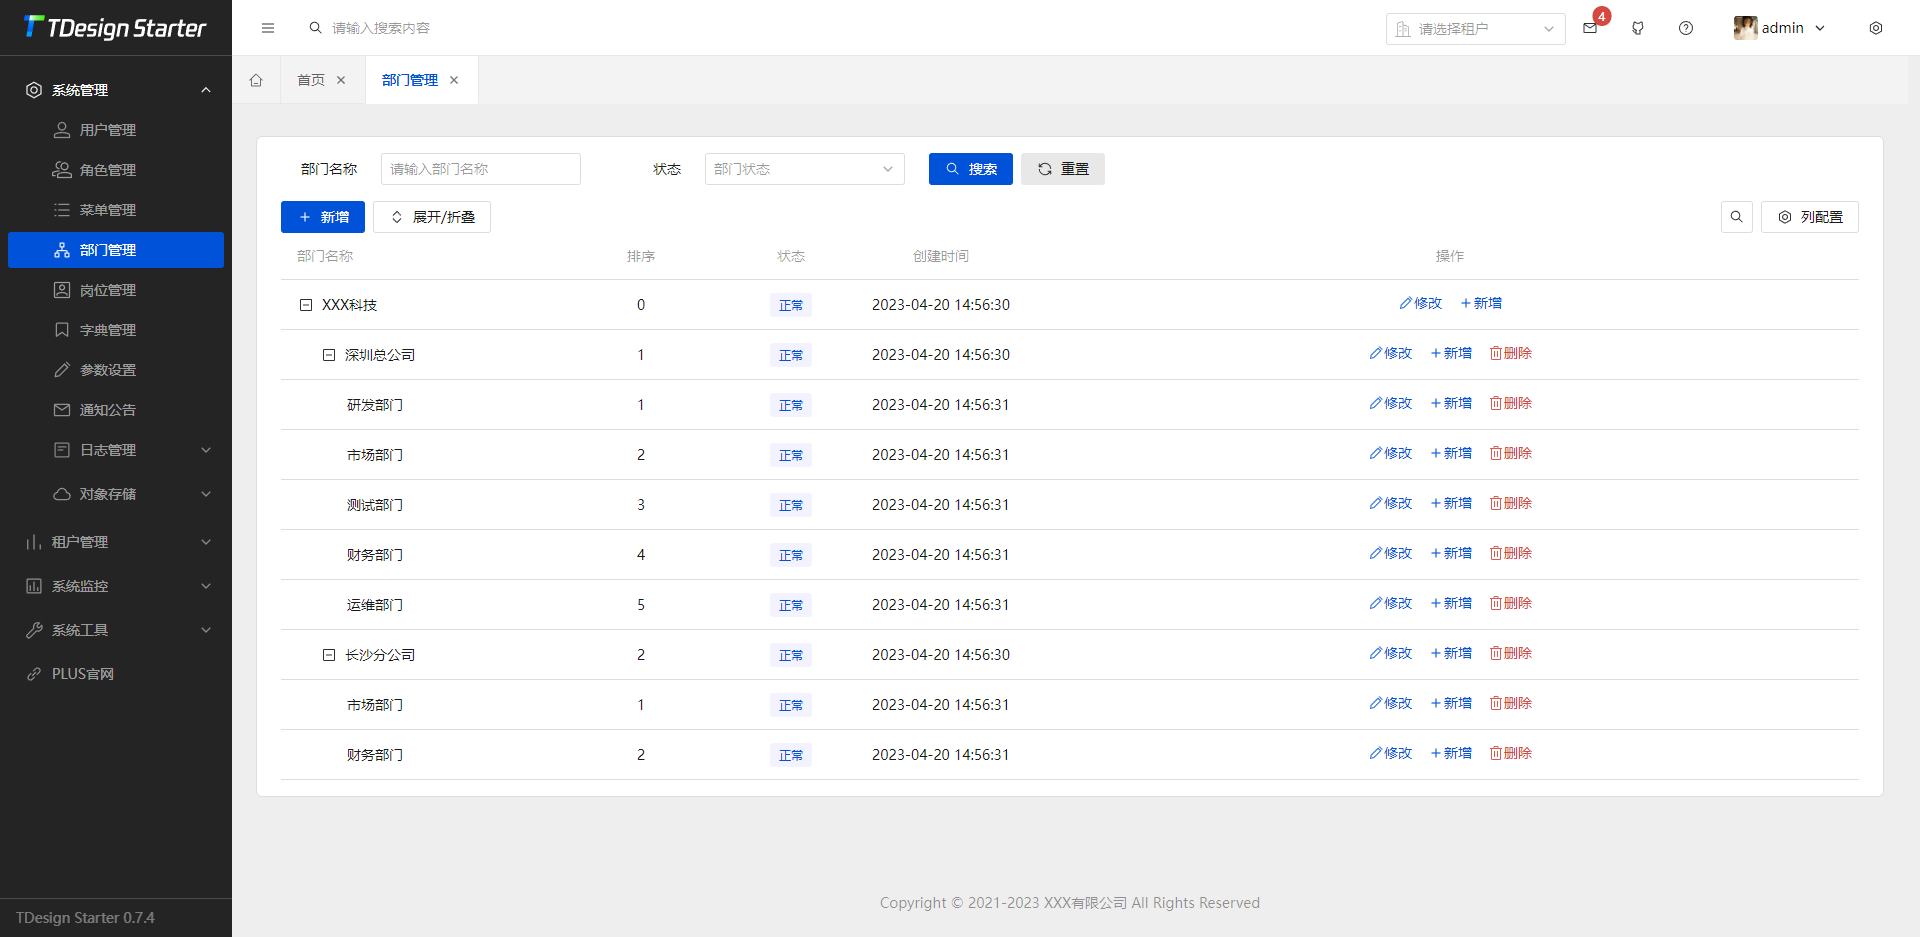 TDesign Starter
请输入搜索内容
请选择租户
4
admin
系统管理
用户管理
角色管理
菜单管理
部门管理
岗位管理
字典管理
参数设置
通知公告
日志管理
对象存储
租户管理
系统监控
系统工具
PLUS官网
TDesign Starter 0.7.4
首页 部门管理
部门名称 请输入部门名称 状态 部门状态 搜索 重置
新增 展开/折叠 列配置
部门名称 排序 状态 创建时间 操作
XXX科技 0 正常 2023-04-20 14:56:30 修改 新增
深圳总公司 1 正常 2023-04-20 14:56:30 修改 新增 删除
研发部门 1 正常 2023-04-20 14:56:31 修改 新增 删除
市场部门 2 正常 2023-04-20 14:56:31 修改 新增 删除
测试部门 3 正常 2023-04-20 14:56:31 修改 新增 删除
财务部门 4 正常 2023-04-20 14:56:31 修改 新增 删除
运维部门 5 正常 2023-04-20 14:56:31 修改 新增 删除
长沙分公司 2 正常 2023-04-20 14:56:30 修改 新增 删除
市场部门 1 正常 2023-04-20 14:56:31 修改 新增 删除
财务部门 2 正常 2023-04-20 14:56:31 修改 新增 删除
Copyright © 2021-2023 XXX有限公司 All Rights Reserved